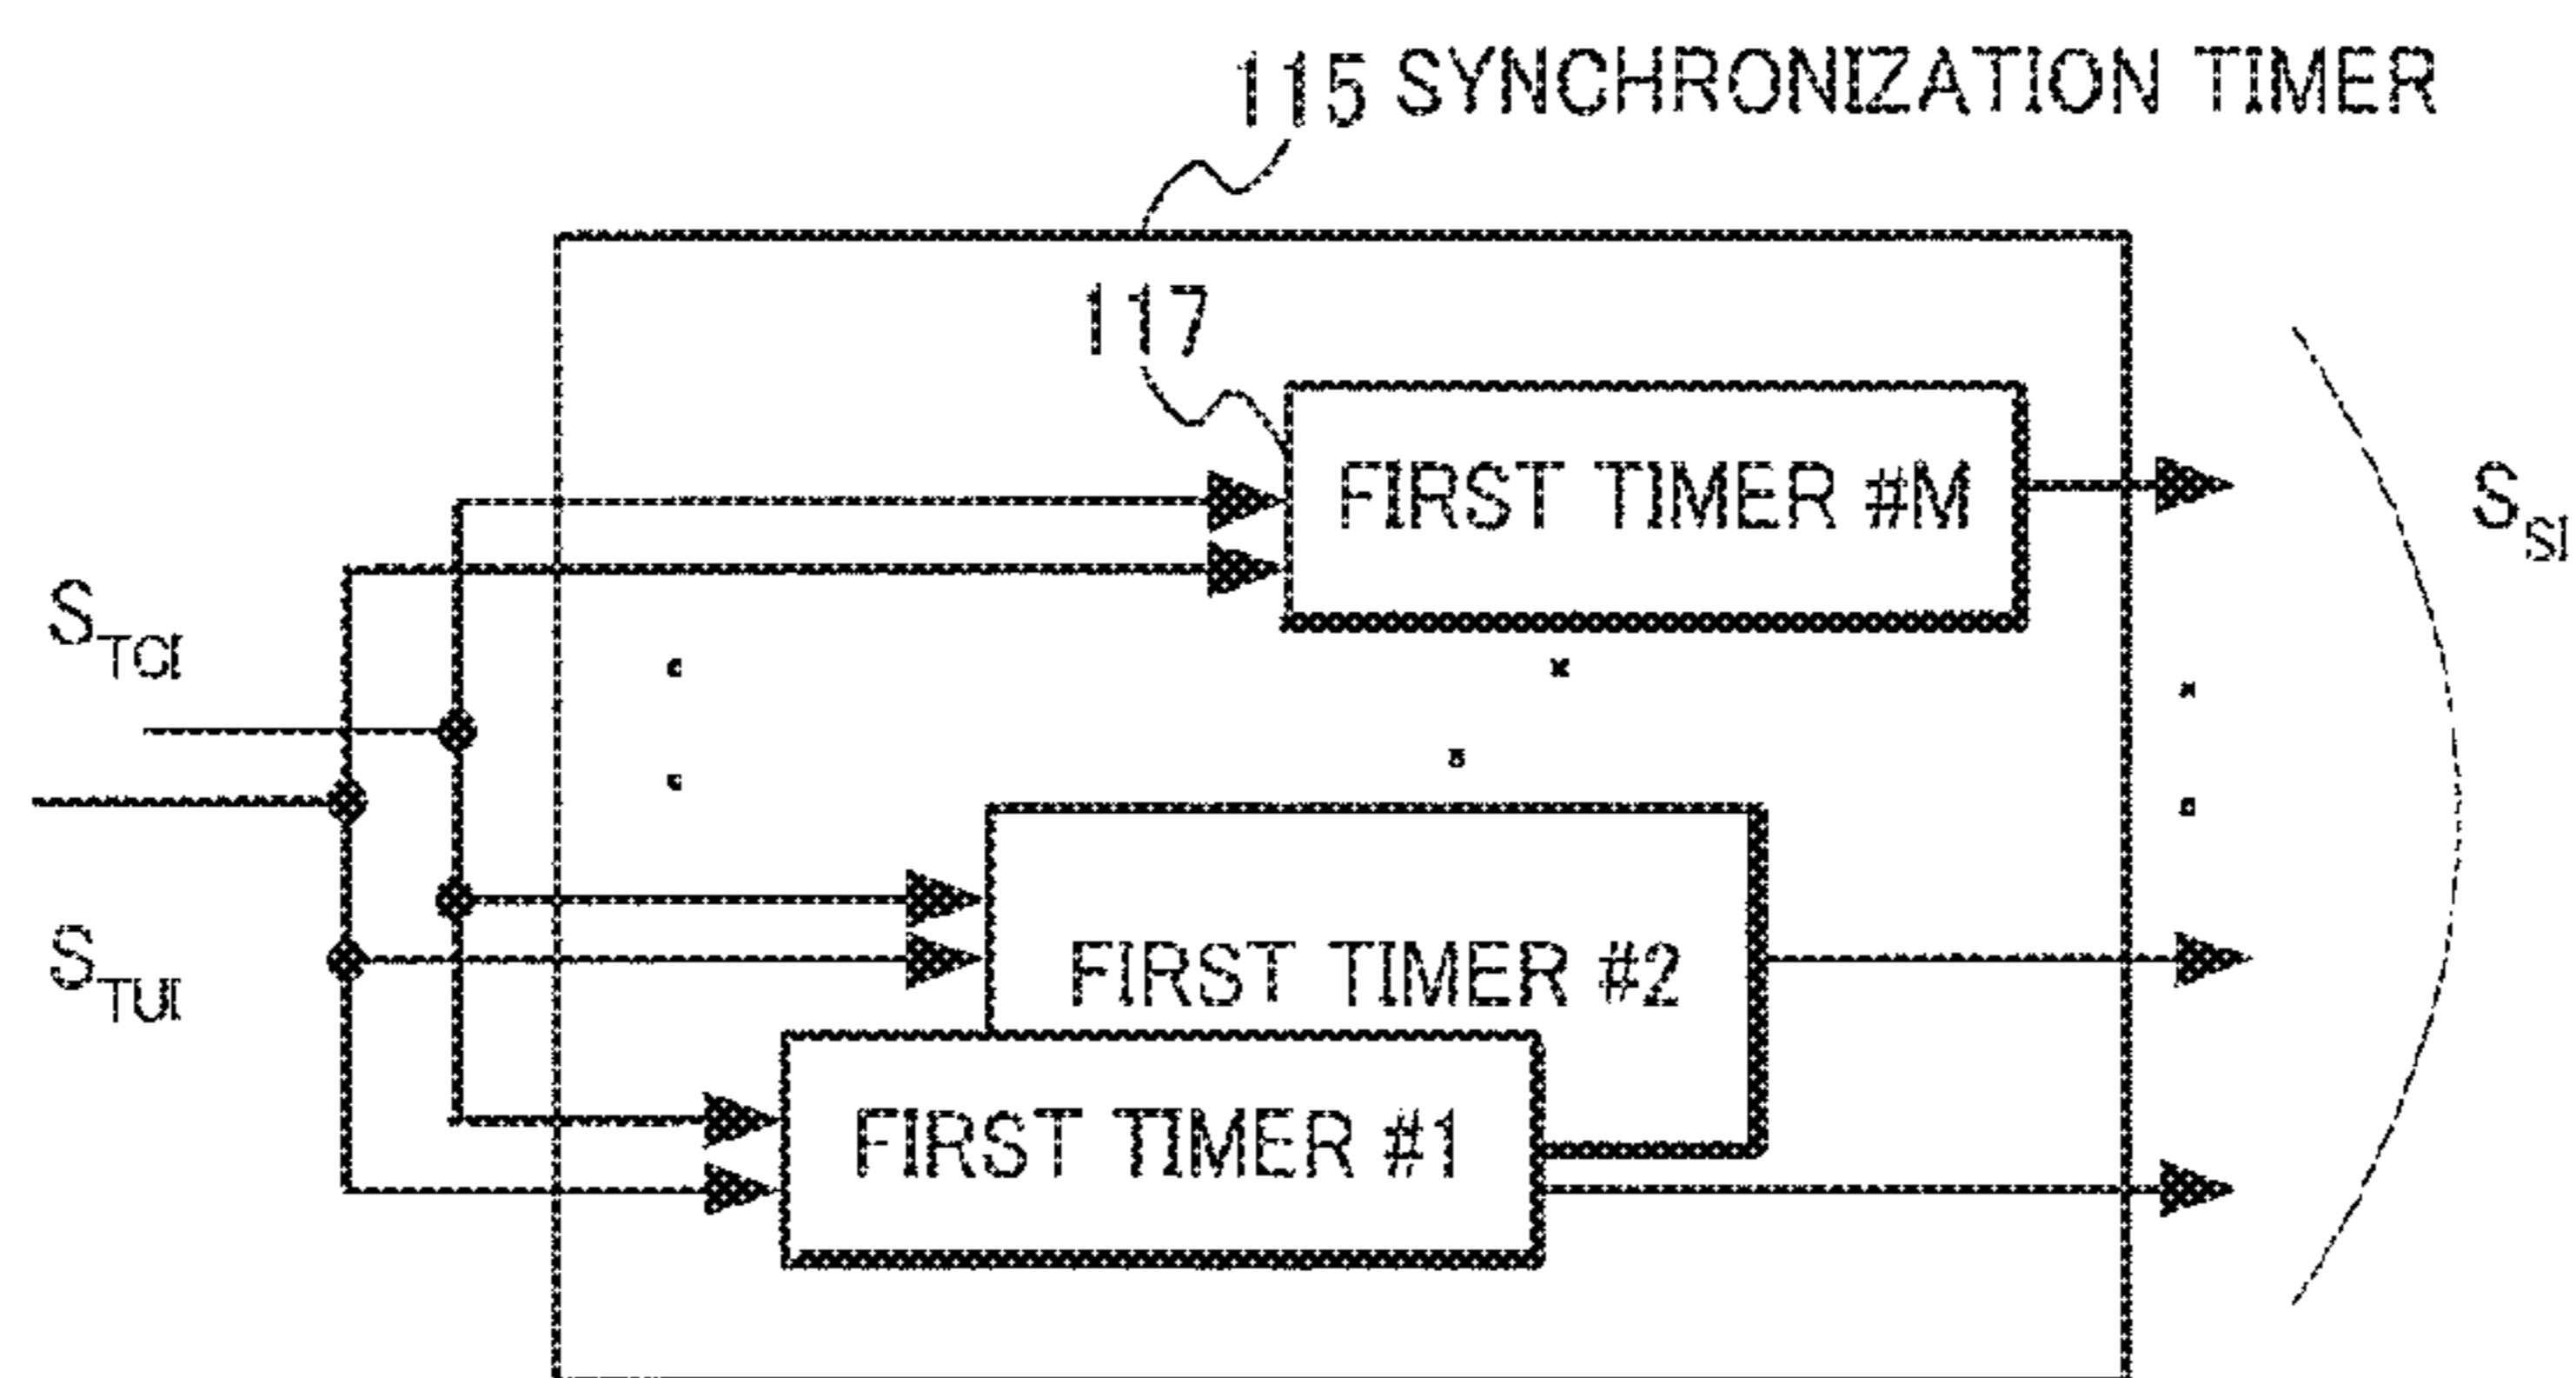 115 SYNCHRONIZATION TIMER
117
FIRST TIMER #M
S_SI
S_TCI
FIRST TIMER #2
S_TUI
FIRST TIMER #1